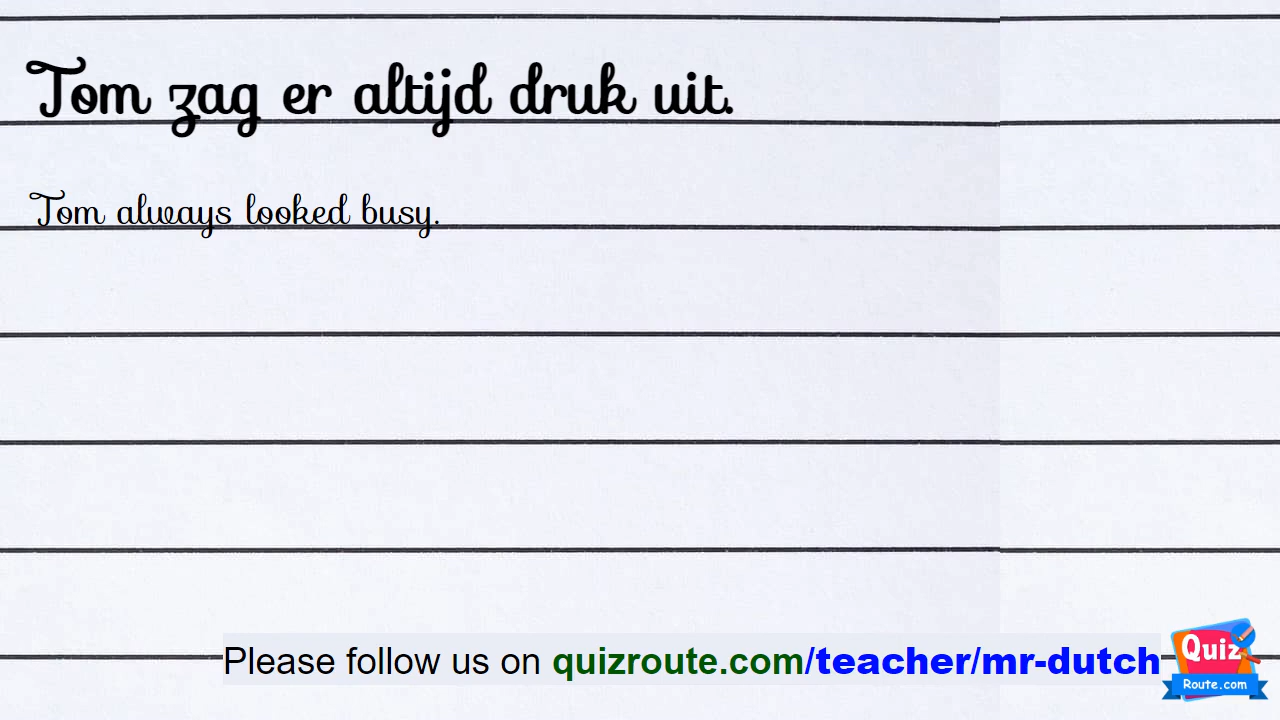 Tom zag er altijd druk uit.
Tom always looked busy.
Please follow us on quizroute.com/teacher/mr-dutch
Quiz
Route.com